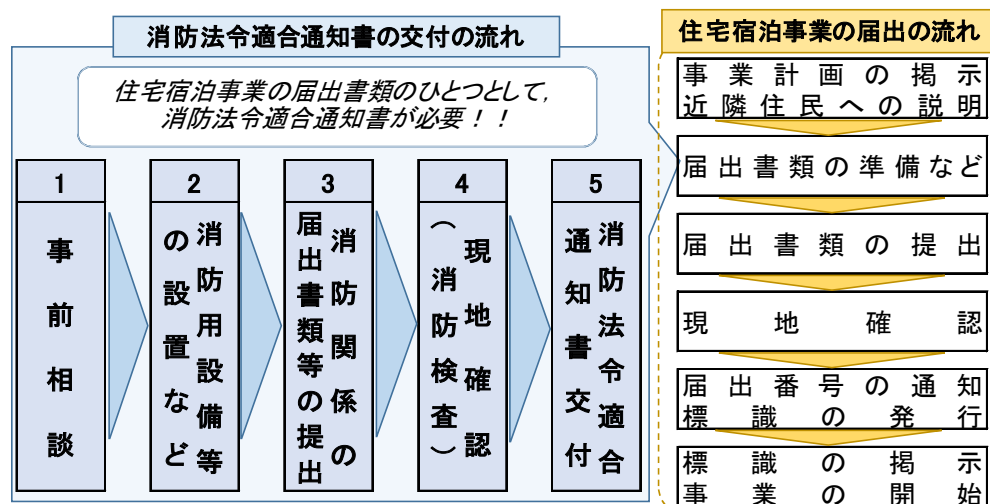 消防法令適合通知書の交付の流れ
住宅宿泊事業の届出書類のひとつとして，
消防法令適合通知書が必要！！
1
事前相談
2
消防用設備等
の設置など
3
消防関係の
届出書類等の提出
4
現地確認
（消防検査）
5
消防法令適合
通知書交付
住宅宿泊事業の届出の流れ
事業計画の掲示
近隣住民への説明
届出書類の準備など
届出書類の提出
現地確認
届出番号の通知
標識の発行
標識の掲示
事業の開始